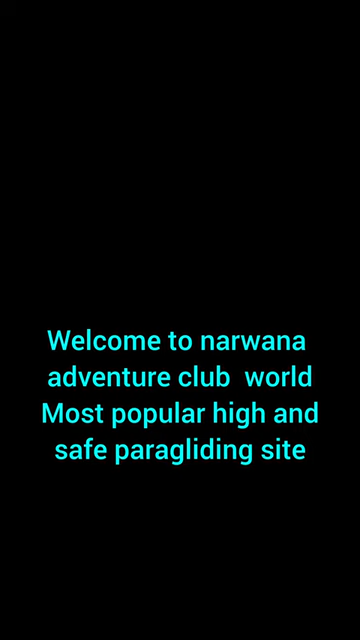 Welcome to narwana
adventure club  world
Most popular high and
safe paragliding site